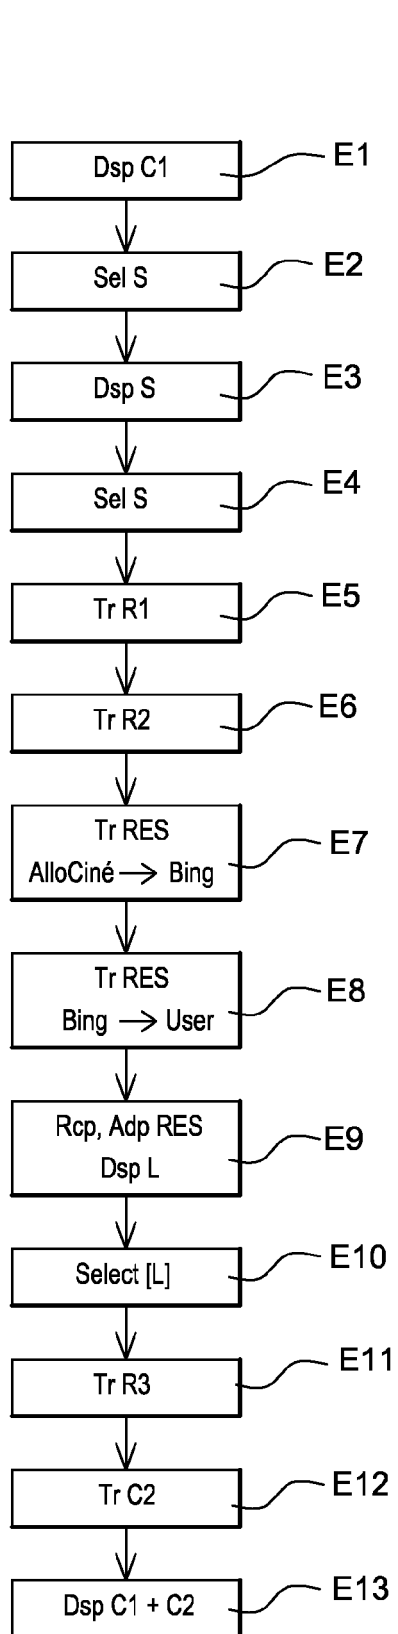 Dsp C1
E1
Sel S
E2
Dsp S
E3
Sel S
E4
Tr R1
E5
Tr R2
E6
Tr RES
AlloCiné → Bing
E7
Tr RES
Bing → User
E8
Rcp, Adp RES
Dsp L
E9
Select [L]
E10
Tr R3
E11
Tr C2
E12
Dsp C1 + C2
E13